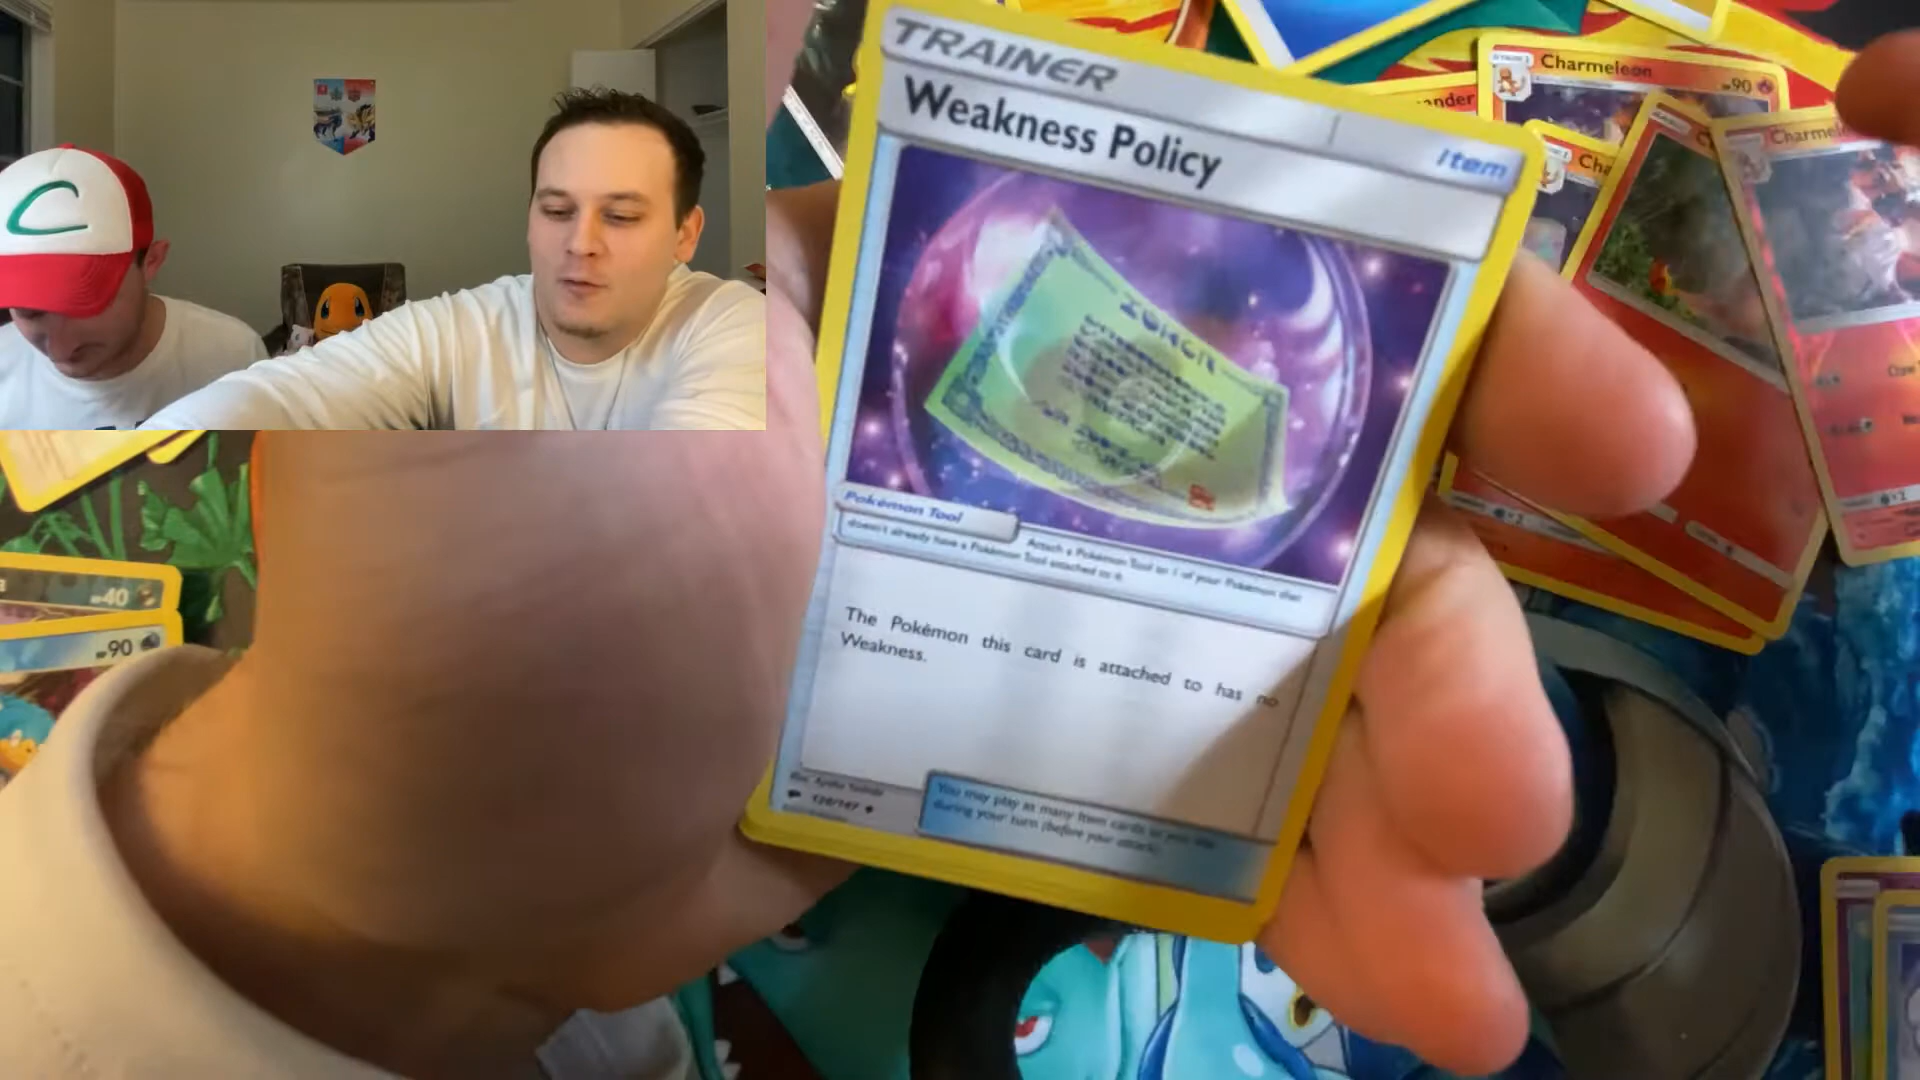 C
TRAINER
Weakness Policy
Item
Pokémon Tool
Attach a Pokémon Tool to 1 of your Pokémon that
doesn't already have a Pokémon Tool attached to it.
The Pokémon this card is attached to has no
Weakness.
You may play as many Item cards as you like
during your turn (before your attack).
Charmeleon
90
40
90